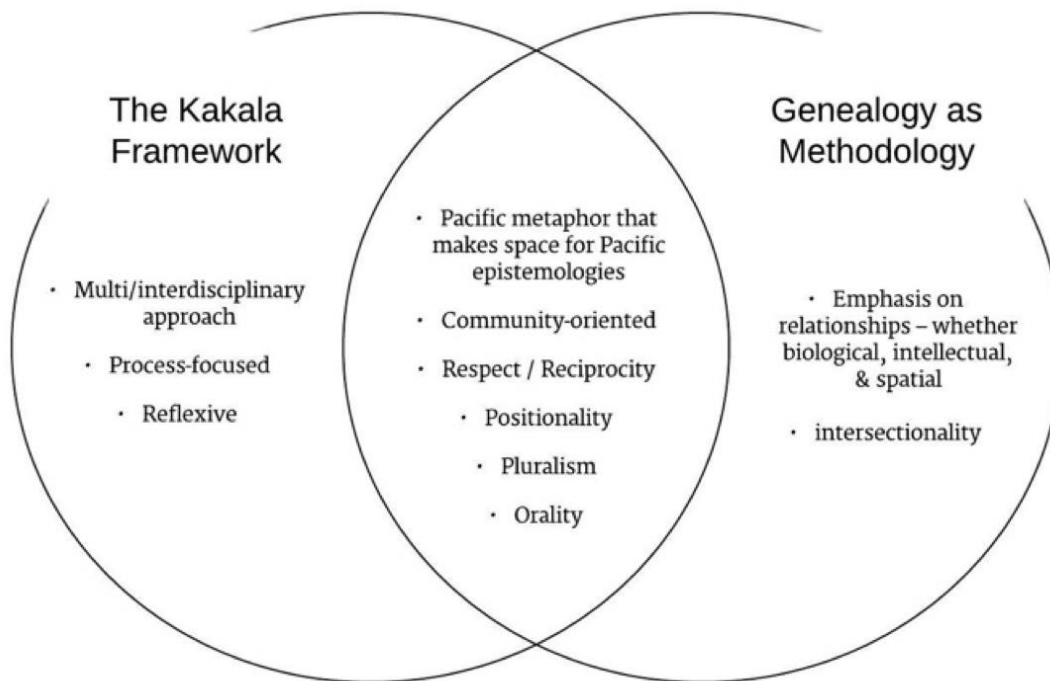 The Kakala
Framework
· Multi/interdisciplinary
approach
· Process-focused
· Reflexive
· Pacific metaphor that
makes space for Pacific
epistemologies
· Community-oriented
· Respect / Reciprocity
· Positionality
· Pluralism
· Orality
Genealogy as
Methodology
· Emphasis on
relationships – whether
biological, intellectual,
& spatial
· intersectionality